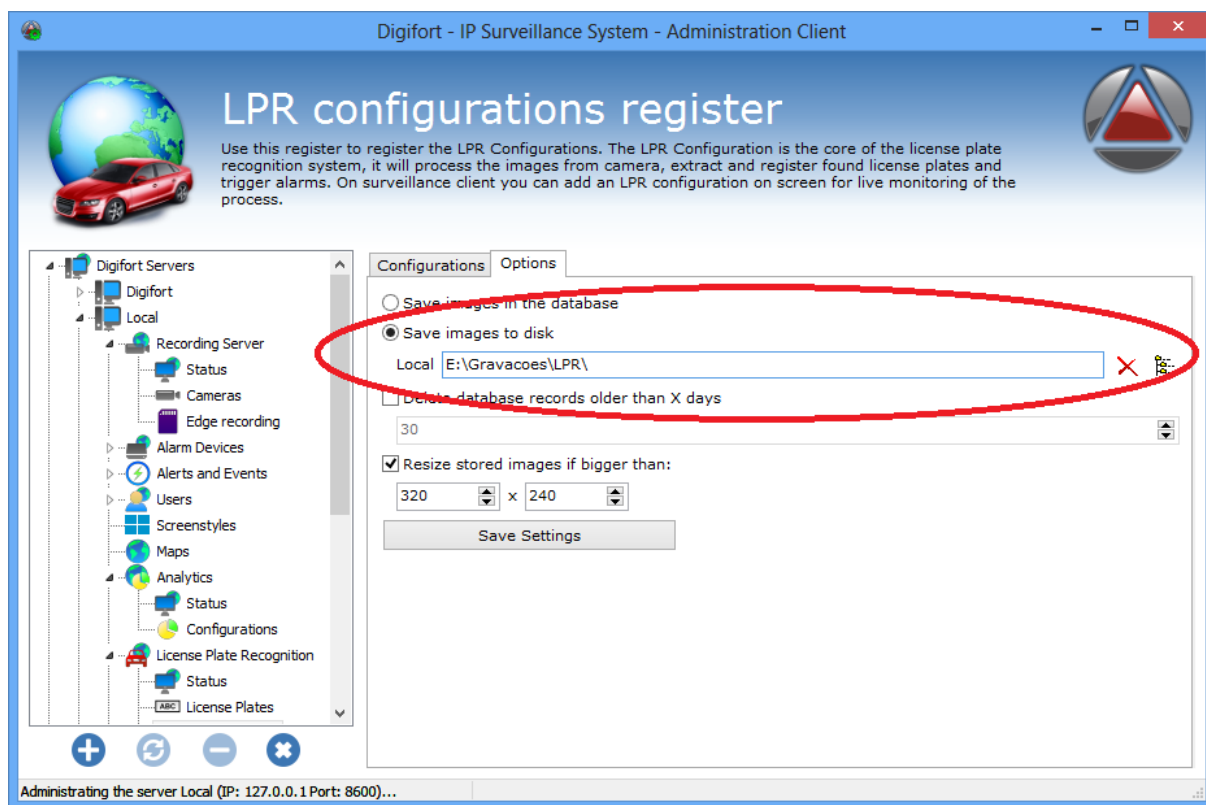 Digifort - IP Surveillance System - Administration Client
LPR configurations register
Use this register to register the LPR Configurations. The LPR Configuration is the core of the license plate
recognition system, it will process the images from camera, extract and register found license plates and
trigger alarms. On surveillance client you can add an LPR configuration on screen for live monitoring of the
process.
Digifort Servers
Digifort
Local
Recording Server
Status
Cameras
Edge recording
Alarm Devices
Alerts and Events
Users
Screenstyles
Maps
Analytics
Status
Configurations
License Plate Recognition
Status
ABC License Plates
Configurations Options
Save images in the database
Save images to disk
Local E:\Gravacoes\LPR\
Delete database records older than X days
30
Resize stored images if bigger than:
320 x 240
Save Settings
Administrating the server Local (IP: 127.0.0.1 Port: 8600)...